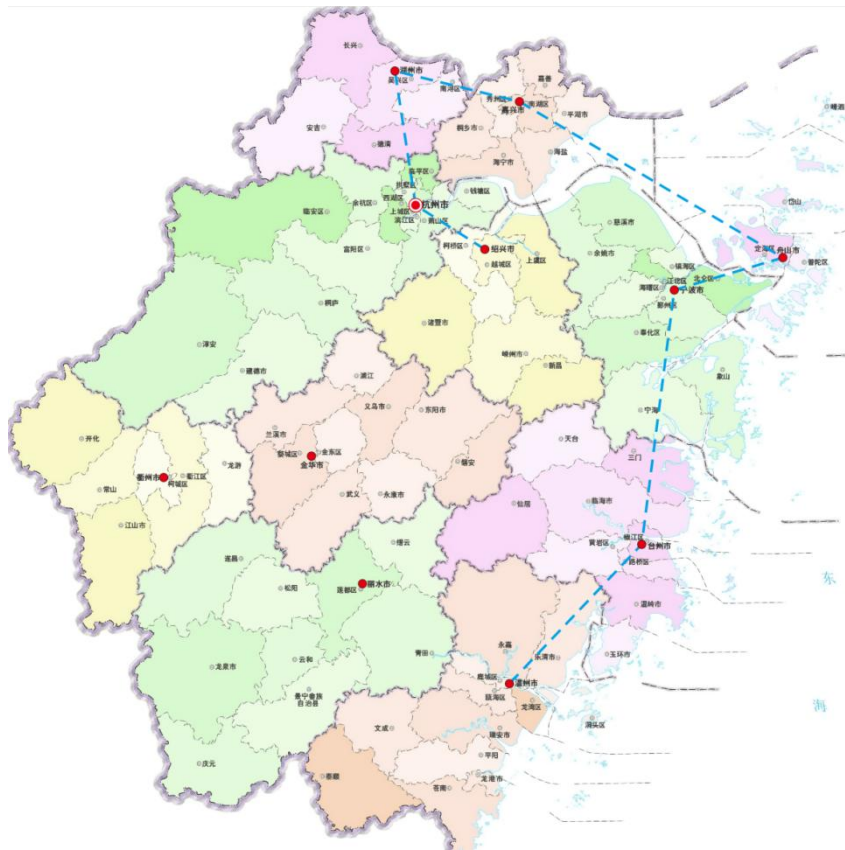 长兴
湖州市
吴兴区
南浔区
嘉善
秀州区
南湖区
嘉兴市
平湖市
嵊泗
安吉
桐乡市
德清
海盐
海宁市
临平区
拱墅区
钱塘区
西湖区
余杭区
杭州市
临安区
上城区
滨江区
萧山区
岱山
慈溪市
富阳区
柯桥区
绍兴市
上虞区
余姚市
定海区
舟山市
普陀区
越城区
镇海区
北仑区
江北区
海曙区
宁波市
鄞州区
桐庐
诸暨市
奉化区
淳安
嵊州市
新昌
建德市
浦江
象山
义乌市
东阳市
宁海
兰溪市
天台
开化
婺城区
金东区
金华市
三门
龙游
磐安
衢州市
衢江区
柯城区
常山
武义
永康市
仙居
临海市
江山市
椒江区
缙云
黄岩区
台州市
遂昌
路桥区
东
松阳
莲都区
丽水市
温岭市
永嘉
青田
乐清市
玉环市
云和
龙泉市
鹿城区
温州市
景宁畲族
自治县
瓯海区
龙湾区
海
洞头区
文成
瑞安市
平阳
庆元
泰顺
龙港市
苍南